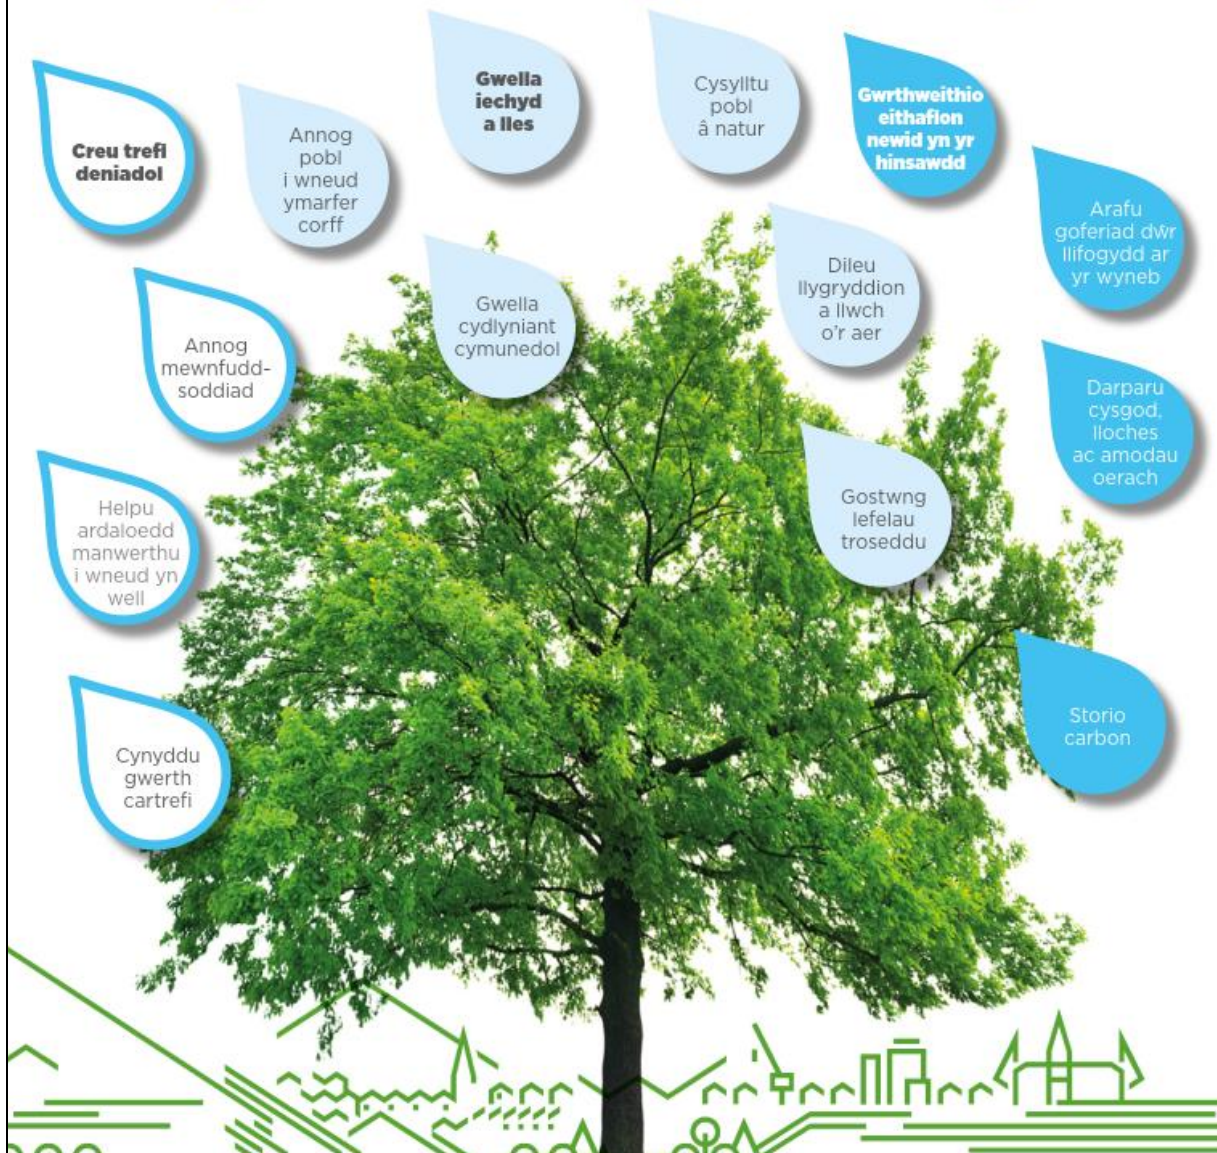 Creu trefi
deniadol
Annog
pobl
i wneud
ymarfer
corff
Gwella
iechyd
a lles
Cysylltu
pobl
â natur
Gwrthweithio
eithafion
newid yn yr
hinsawdd
Arafu
goferiad dŵr
llifogydd ar
yr wyneb
Annog
mewnfudd-
soddiad
Gwella
cydlyniant
cymunedol
Dileu
llygryddion
a llwch
o'r aer
Darparu
cysgod,
lloches
ac amodau
oerach
Helpu
ardaloedd
manwerthu
i wneud yn
well
Gostwng
lefelau
troseddu
Cynyddu
gwerth
cartrefi
Storio
carbon